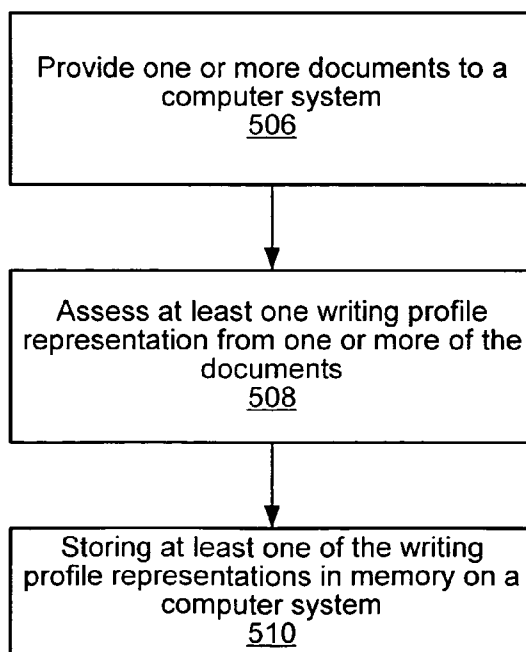 Provide one or more documents to a
computer system
506
Assess at least one writing profile
representation from one or more of the
documents
508
Storing at least one of the writing
profile representations in memory on a
computer system
510